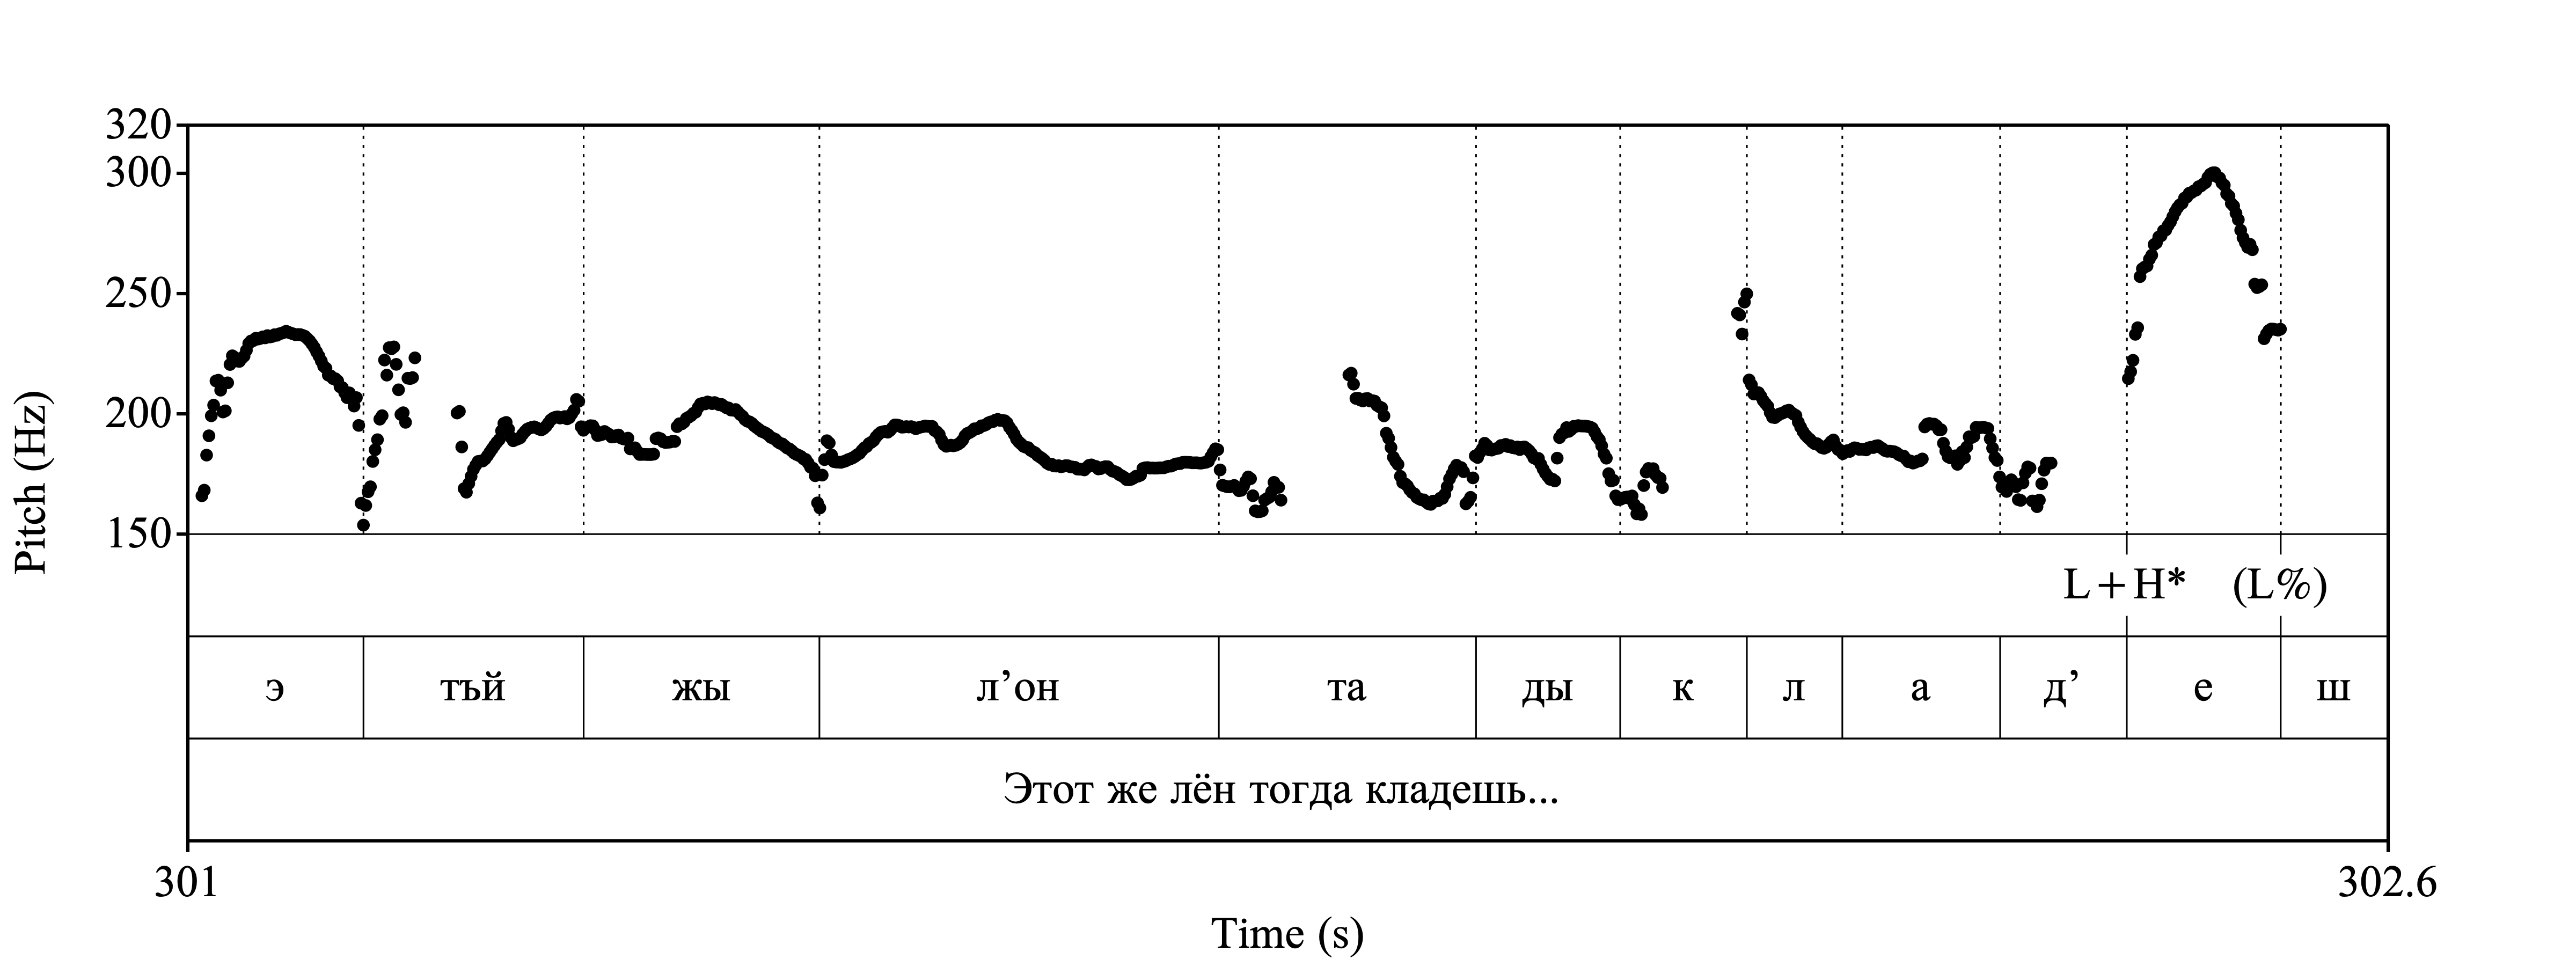 320
300
250
200
150
Pitch (Hz)
L+H* (L%)
э тъй жы л’он та ды к л а д’ е ш
Этот же лён тогда кладешь...
301 302.6
Time (s)